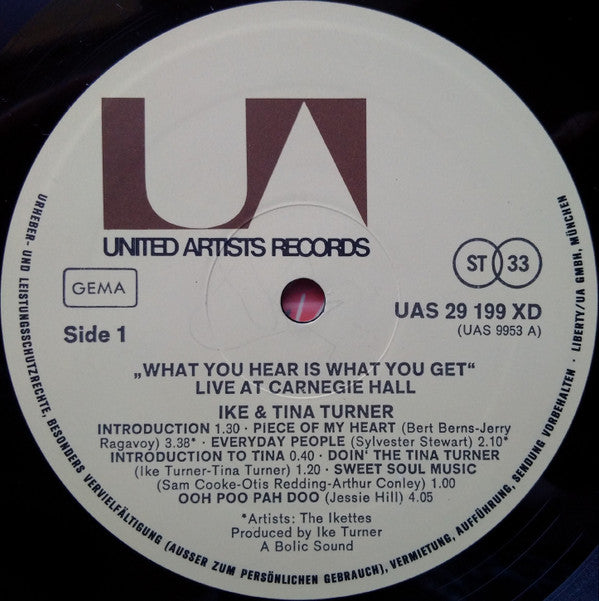 UA
UNITED ARTISTS RECORDS
GEMA
ST 33
Side 1
UAS 29 199 XD
(UAS 9953 A)
„WHAT YOU HEAR IS WHAT YOU GET“
LIVE AT CARNEGIE HALL
IKE & TINA TURNER
INTRODUCTION 1.30 · PIECE OF MY HEART (Bert Berns-Jerry
Ragavoy) 3.38* · EVERYDAY PEOPLE (Sylvester Stewart) 2.10*
INTRODUCTION TO TINA 0.40 · DOIN' THE TINA TURNER
(Ike Turner-Tina Turner) 1.20 · SWEET SOUL MUSIC
(Sam Cooke-Otis Redding-Arthur Conley) 1.00
OOH POO PAH DOO (Jessie Hill) 4.05
*Artists: The Ikettes
Produced by Ike Turner
A Bolic Sound
URHEBER- UND LEISTUNGSSCHUTZRECHTE, BESONDERS VERVIELFÄLTIGUNG (AUSSER ZUM PERSÖNLICHEN GEBRAUCH), VERMIETUNG, AUFFÜHRUNG, SENDUNG VORBEHALTEN · LIBERTY/UA GMBH, MÜNCHEN